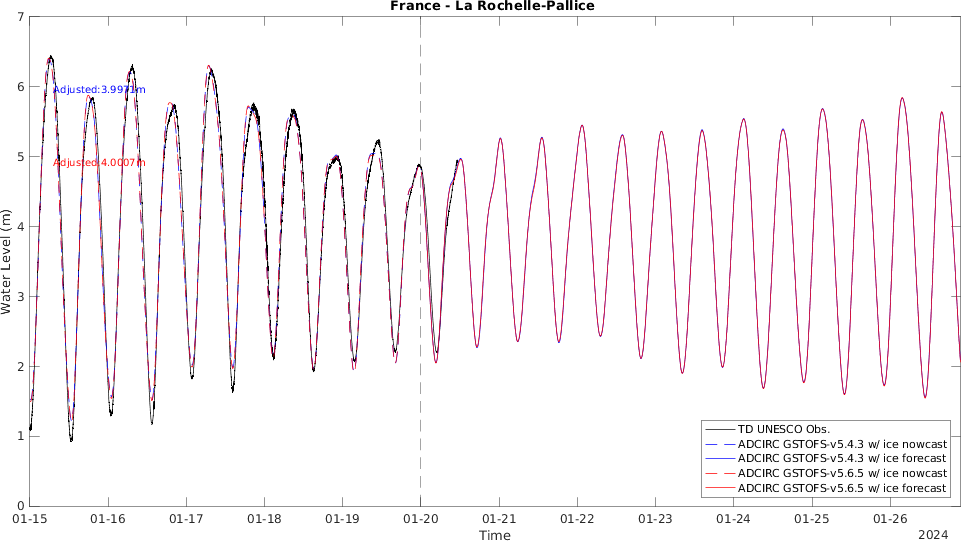 France - La Rochelle-Pallice
7
6
5
4
3
2
1
0
Water Level (m)
Adjusted:3.9971m
Adjusted:4.0007m
TD UNESCO Obs.
ADCIRC GSTOFS-v5.4.3 w/ ice nowcast
ADCIRC GSTOFS-v5.4.3 w/ ice forecast
ADCIRC GSTOFS-v5.6.5 w/ ice nowcast
ADCIRC GSTOFS-v5.6.5 w/ ice forecast
01-15 01-16 01-17 01-18 01-19 01-20 01-21 01-22 01-23 01-24 01-25 01-26
Time
2024